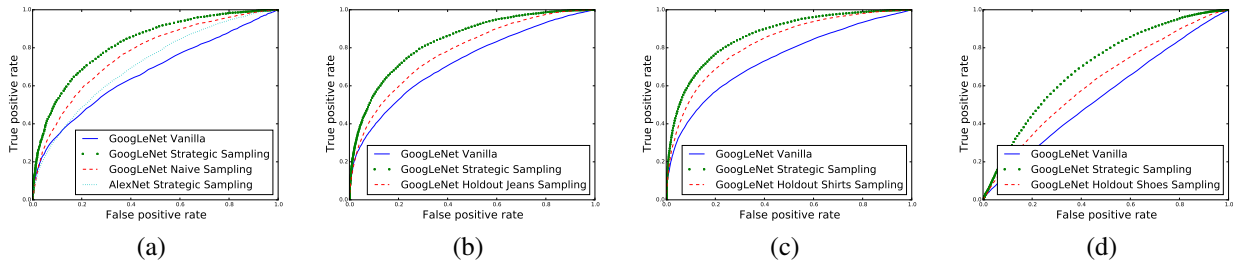 True positive rate
1.0
0.8
0.6
0.4
0.2
0.0
GoogLeNet Vanilla
GoogLeNet Strategic Sampling
GoogLeNet Naive Sampling
AlexNet Strategic Sampling
0.0 0.2 0.4 0.6 0.8 1.0
False positive rate
(a)
True positive rate
1.0
0.8
0.6
0.4
0.2
0.0
GoogLeNet Vanilla
GoogLeNet Strategic Sampling
GoogLeNet Holdout Jeans Sampling
0.0 0.2 0.4 0.6 0.8 1.0
False positive rate
(b)
True positive rate
1.0
0.8
0.6
0.4
0.2
0.0
GoogLeNet Vanilla
GoogLeNet Strategic Sampling
GoogLeNet Holdout Shirts Sampling
0.0 0.2 0.4 0.6 0.8 1.0
False positive rate
(c)
True positive rate
1.0
0.8
0.6
0.4
0.2
0.0
GoogLeNet Vanilla
GoogLeNet Strategic Sampling
GoogLeNet Holdout Shoes Sampling
0.0 0.2 0.4 0.6 0.8 1.0
False positive rate
(d)